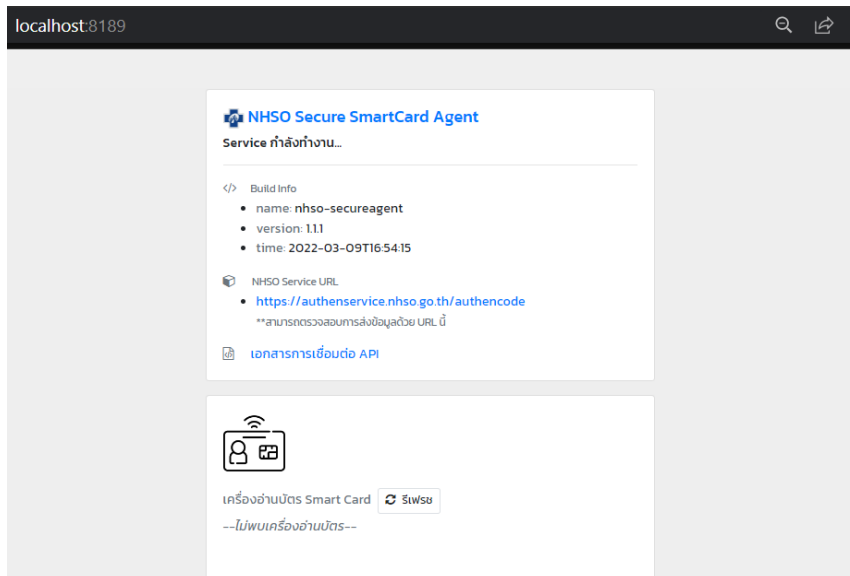 localhost:8189
NHSO Secure SmartCard Agent
Service กำลังทำงาน...
</> Build Info
name: nhso-secureagent
version: 1.1.1
time: 2022-03-09T16:54:15
NHSO Service URL
https://authenservice.nhso.go.th/authencode
**สามารถตรวจสอบการส่งข้อมูลด้วย URL นี้
เอกสารการเชื่อมต่อ API
เครื่องอ่านบัตร Smart Card รีเฟรช
--ไม่พบเครื่องอ่านบัตร--